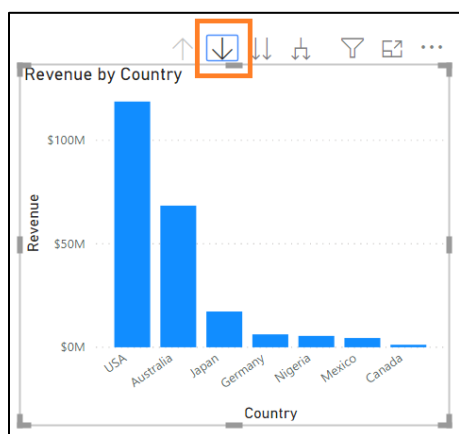 Revenue by Country
$100M
$50M
$0M
Revenue
USA
Australia
Japan
Germany
Nigeria
Mexico
Canada
Country